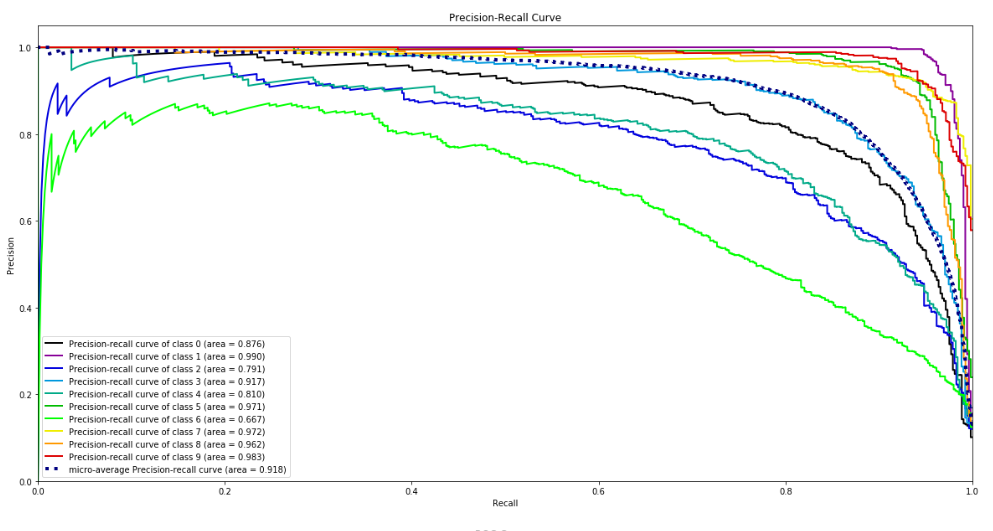 Precision-Recall Curve
1.0
0.8
0.6
0.4
0.2
0.0
Precision
Precision-recall curve of class 0 (area = 0.876)
Precision-recall curve of class 1 (area = 0.990)
Precision-recall curve of class 2 (area = 0.791)
Precision-recall curve of class 3 (area = 0.917)
Precision-recall curve of class 4 (area = 0.810)
Precision-recall curve of class 5 (area = 0.971)
Precision-recall curve of class 6 (area = 0.667)
Precision-recall curve of class 7 (area = 0.972)
Precision-recall curve of class 8 (area = 0.962)
Precision-recall curve of class 9 (area = 0.983)
micro-average Precision-recall curve (area = 0.918)
0.0 0.2 0.4 0.6 0.8 1.0
Recall